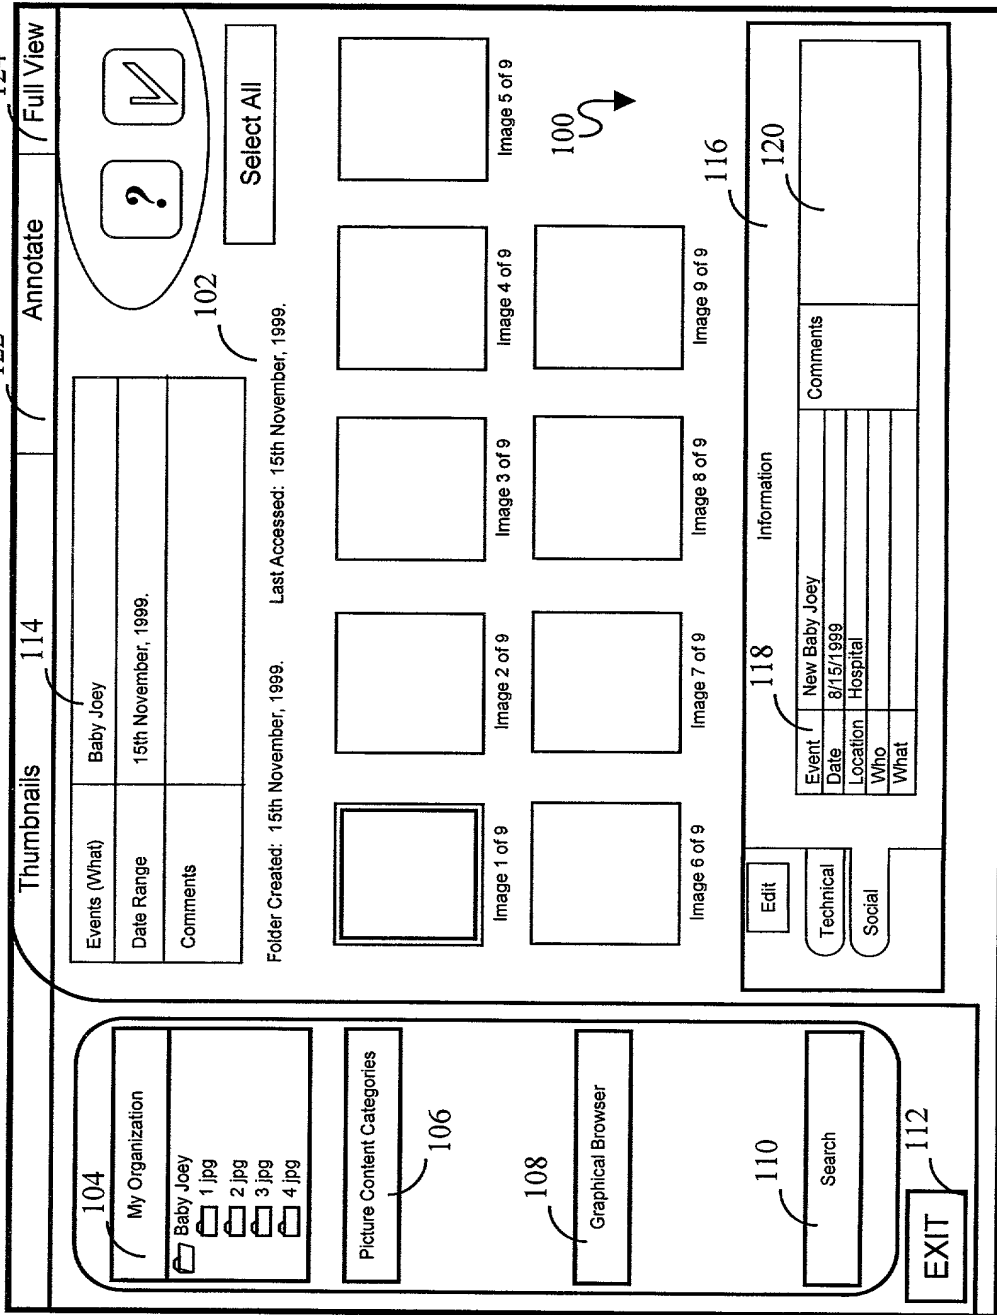 Thumbnails
Annotate
Full View
114
Events (What) Baby Joey
Date Range 15th November, 1999.
Comments
?
Folder Created: 15th November, 1999. Last Accessed: 15th November, 1999.
102
Select All
Image 1 of 9
Image 2 of 9
Image 3 of 9
Image 4 of 9
Image 5 of 9
Image 6 of 9
Image 7 of 9
Image 8 of 9
Image 9 of 9
100
104
My Organization
Baby Joey
1 jpg
2 jpg
3 jpg
4 jpg
Picture Content Categories
106
108
Graphical Browser
110
Search
EXIT
112
Information
116
Edit
Technical
Social
118
Event New Baby Joey
Date 8/15/1999
Location Hospital
Who
What
Comments
120